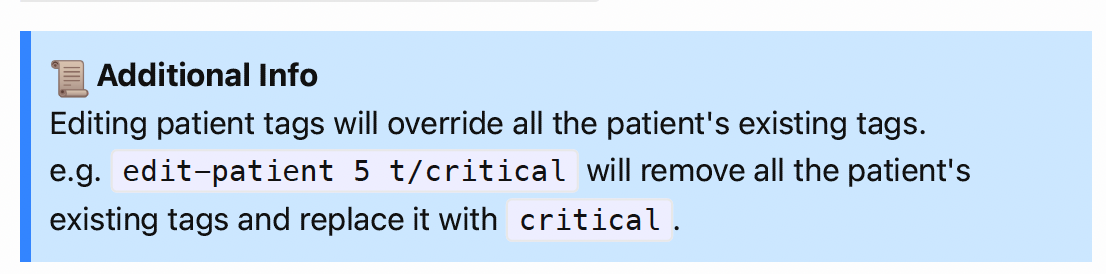 Additional Info
Editing patient tags will override all the patient's existing tags.
e.g. edit-patient 5 t/critical will remove all the patient's
existing tags and replace it with critical.